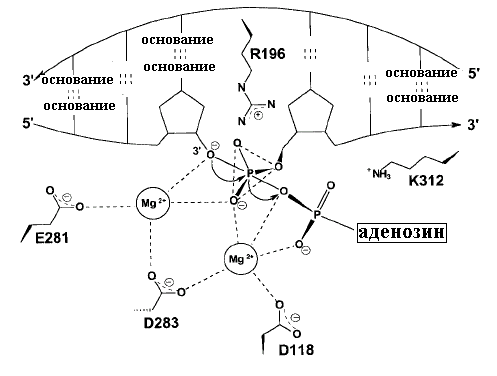 основание
основание
R196
основание
основание
основание
основание
3'
5'
5'
3'
3'
O⊖
O
N
N
N
⊕
P
O
O
O⊖
O
P
O⊖
⁺NH₃
K312
аденозин
Mg²⁺
Mg²⁺
O⊖
O
E281
O
O
⊖
D283
O
O
⊖
D118